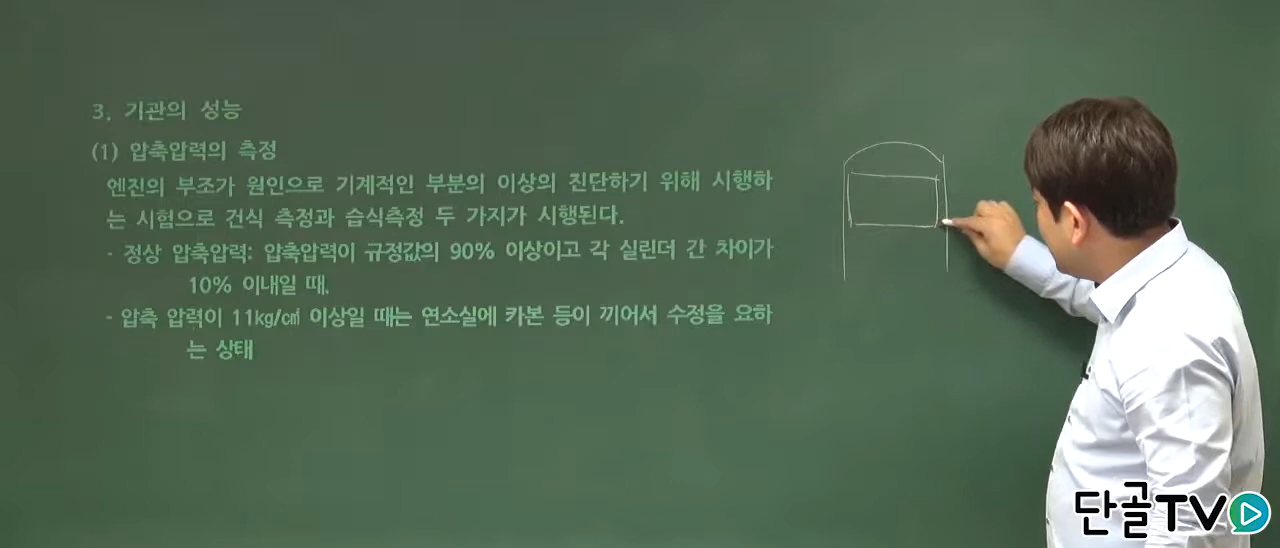 3. 기관의 성능
(1) 압축압력의 측정
엔진의 부조가 원인으로 기계적인 부분의 이상의 진단하기 위해 시행하
는 시험으로 건식 측정과 습식측정 두 가지가 시행된다.
- 정상 압축압력: 압축압력이 규정값의 90% 이상이고 각 실린더 간 차이가
10% 이내일 때.
- 압축 압력이 11kg/㎠ 이상일 때는 연소실에 카본 등이 끼어서 수정을 요하
는 상태
단골TV